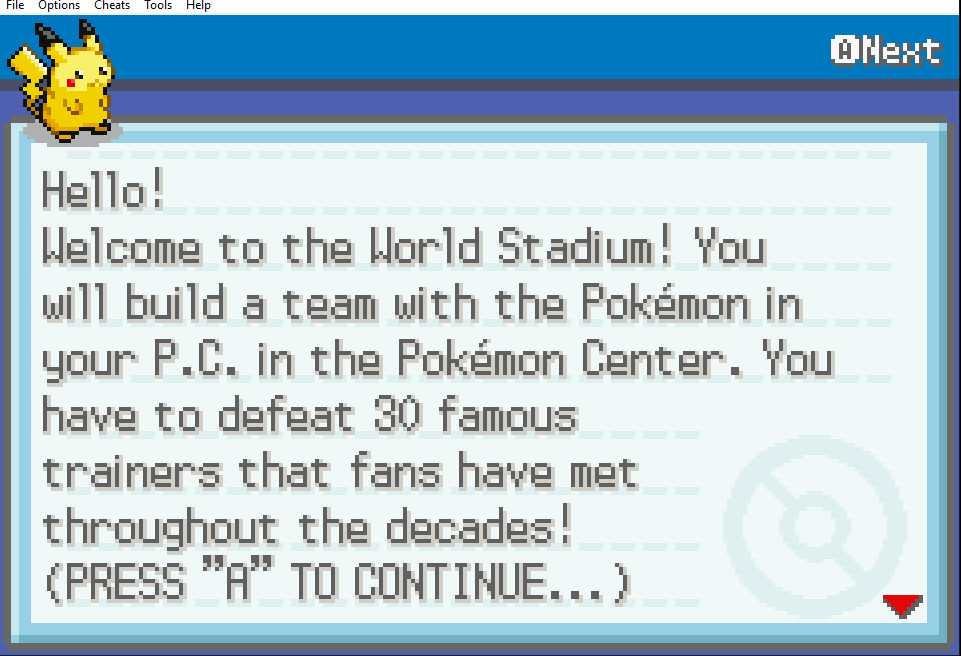 File Options Cheats Tools Help
A Next
Hello!
Welcome to the World Stadium! You
will build a team with the Pokémon in
your P.C. in the Pokémon Center. You
have to defeat 30 famous
trainers that fans have met
throughout the decades!
(PRESS ”A” TO CONTINUE...)